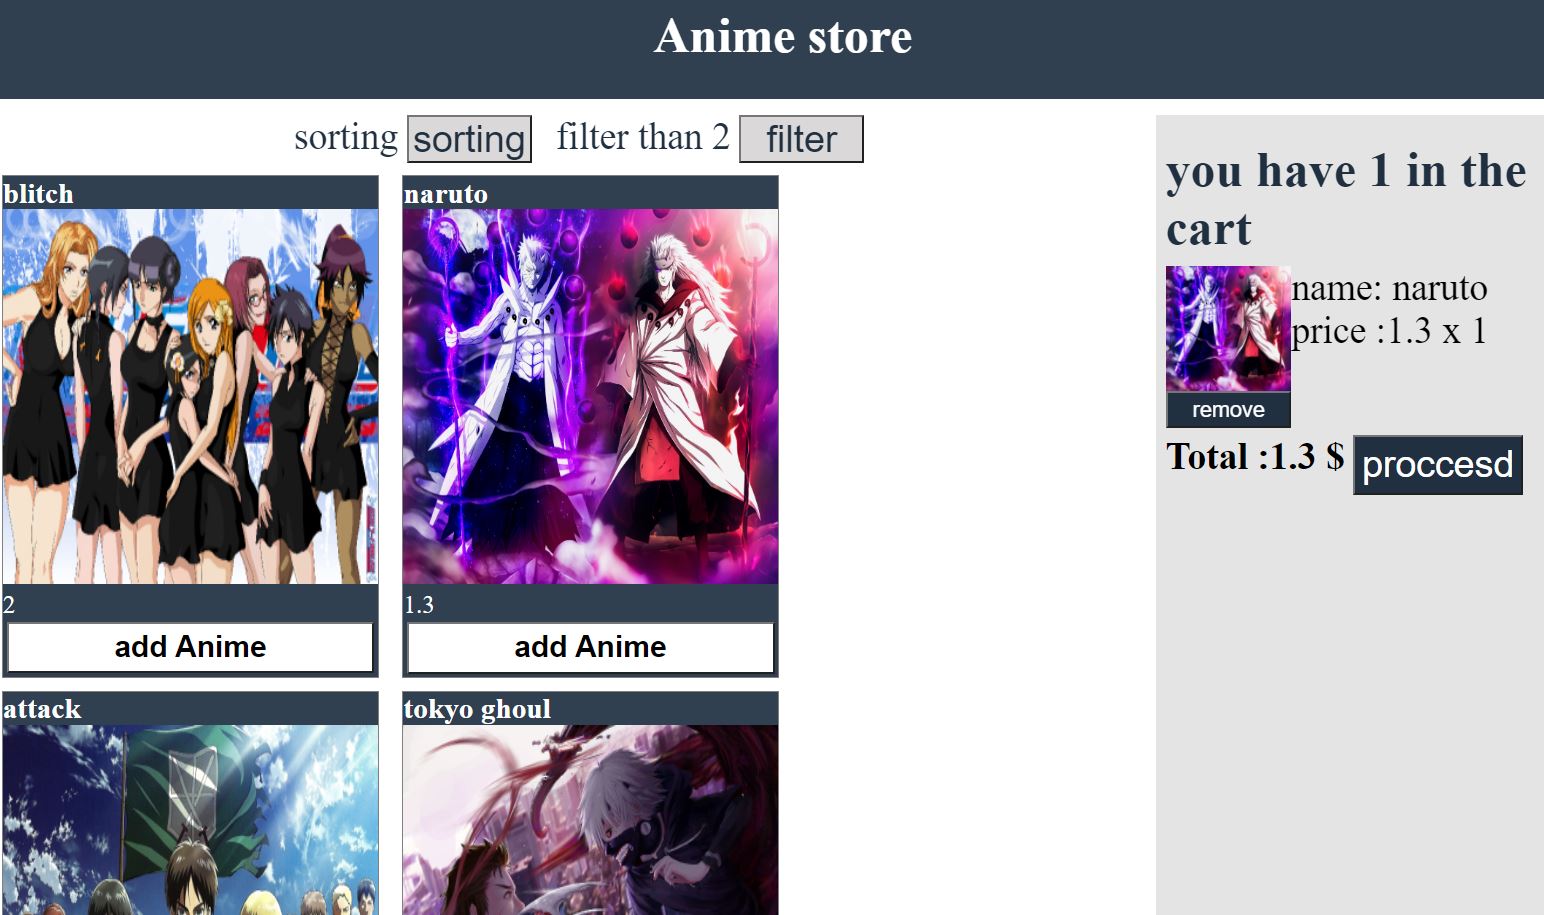 Anime store
sorting sorting filter than 2 filter
blitch
2
add Anime
naruto
1.3
add Anime
attack
tokyo ghoul
you have 1 in the
cart
name: naruto
price :1.3 x 1
remove
Total :1.3 $ proccesd